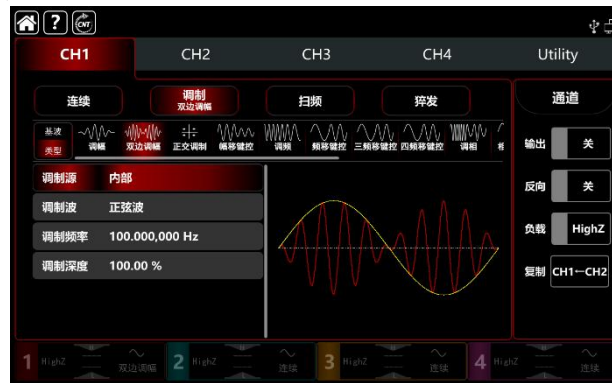 ? CNT
CH1 CH2 CH3 CH4 Utility
连续 调制 双边调幅 扫频 猝发 通道
基波 类型 调幅 双边调幅 正交调制 幅移键控 调频 频移键控 三频移键控 四频移键控 调相
调制源 内部
调制波 正弦波
调制频率 100.000,000 Hz
调制深度 100.00 %
输出 关
反向 关
负载 HighZ
复制 CH1←CH2
1 HighZ 双边调幅 2 HighZ 连续 3 HighZ 连续 4 HighZ 连续